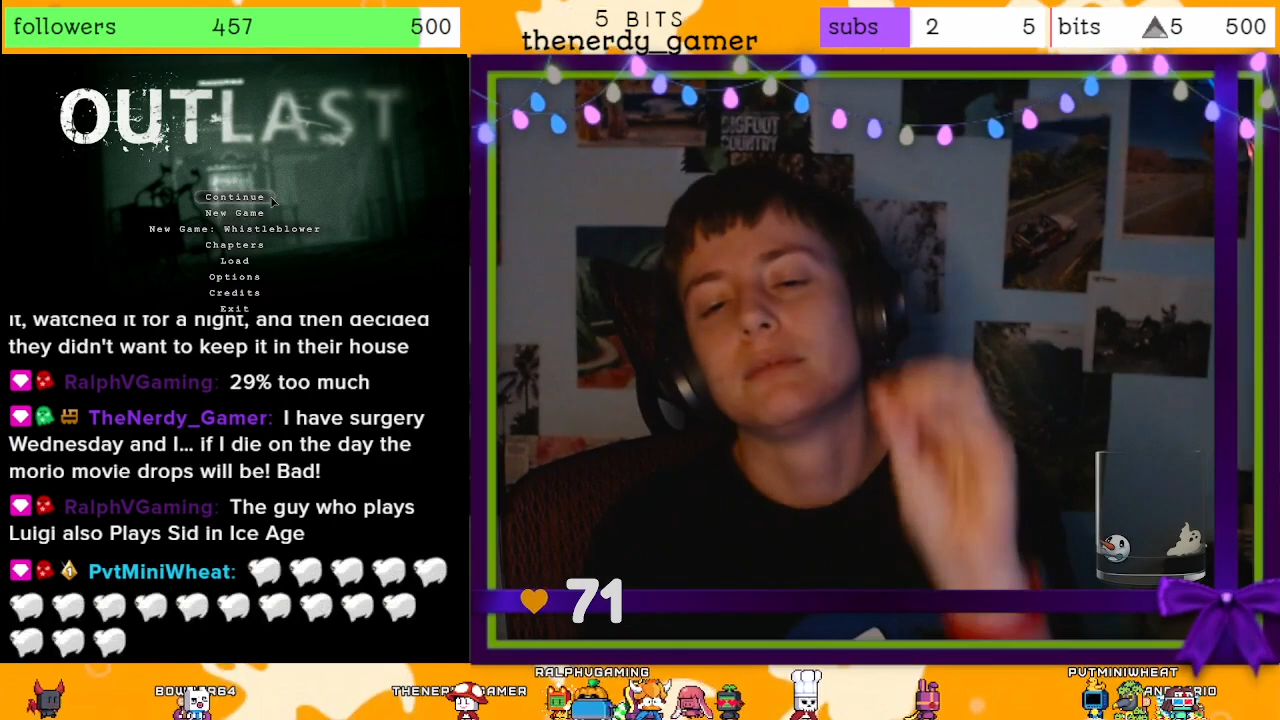 followers 457 500
5 BITS
thenerdy_gamer
subs 2 5
bits 5 500
OUTLAST
Continue
New Game
New Game: Whistleblower
Chapters
Load
Options
Credits
Exit
it, watched it for a night, and then decided
they didn't want to keep it in their house
RalphVGaming: 29% too much
TheNerdy_Gamer: I have surgery
Wednesday and I... if I die on the day the
morio movie drops will be! Bad!
RalphVGaming: The guy who plays
Luigi also Plays Sid in Ice Age
PvtMiniWheat:
BIGFOOT
COUNTRY
71
RALPHVGAMING
PVTMINIWHEAT